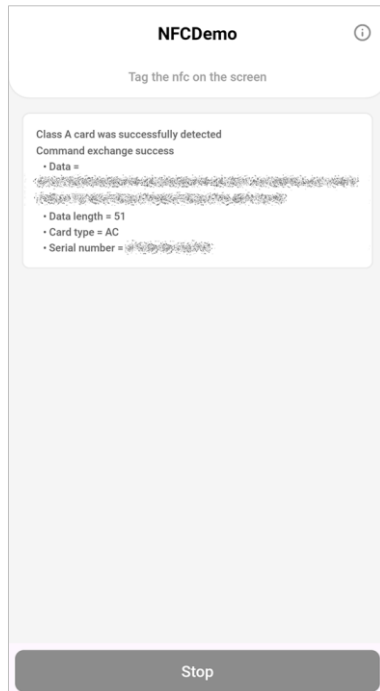 NFCDemo
Tag the nfc on the screen
Class A card was successfully detected
Command exchange success
• Data =
• Data length = 51
• Card type = AC
• Serial number =
Stop